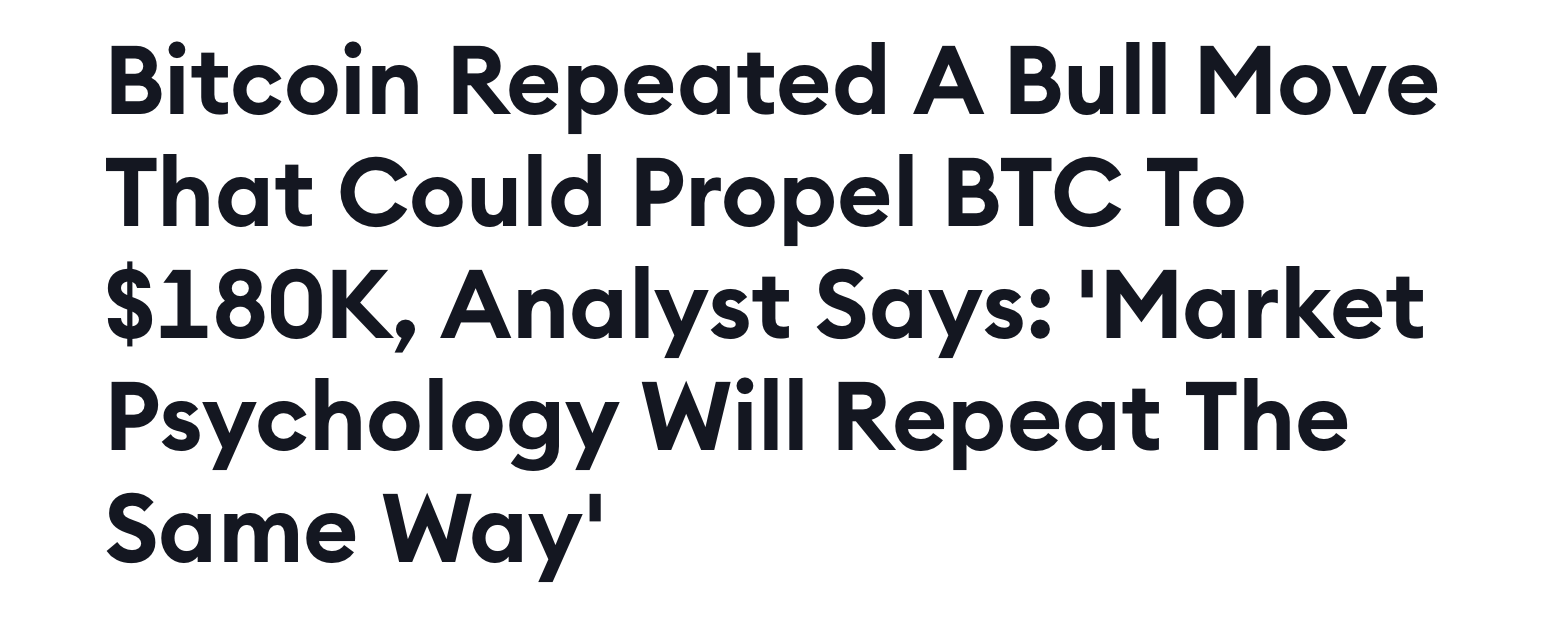 Bitcoin Repeated A Bull Move
That Could Propel BTC To
$180K, Analyst Says: 'Market
Psychology Will Repeat The
Same Way'